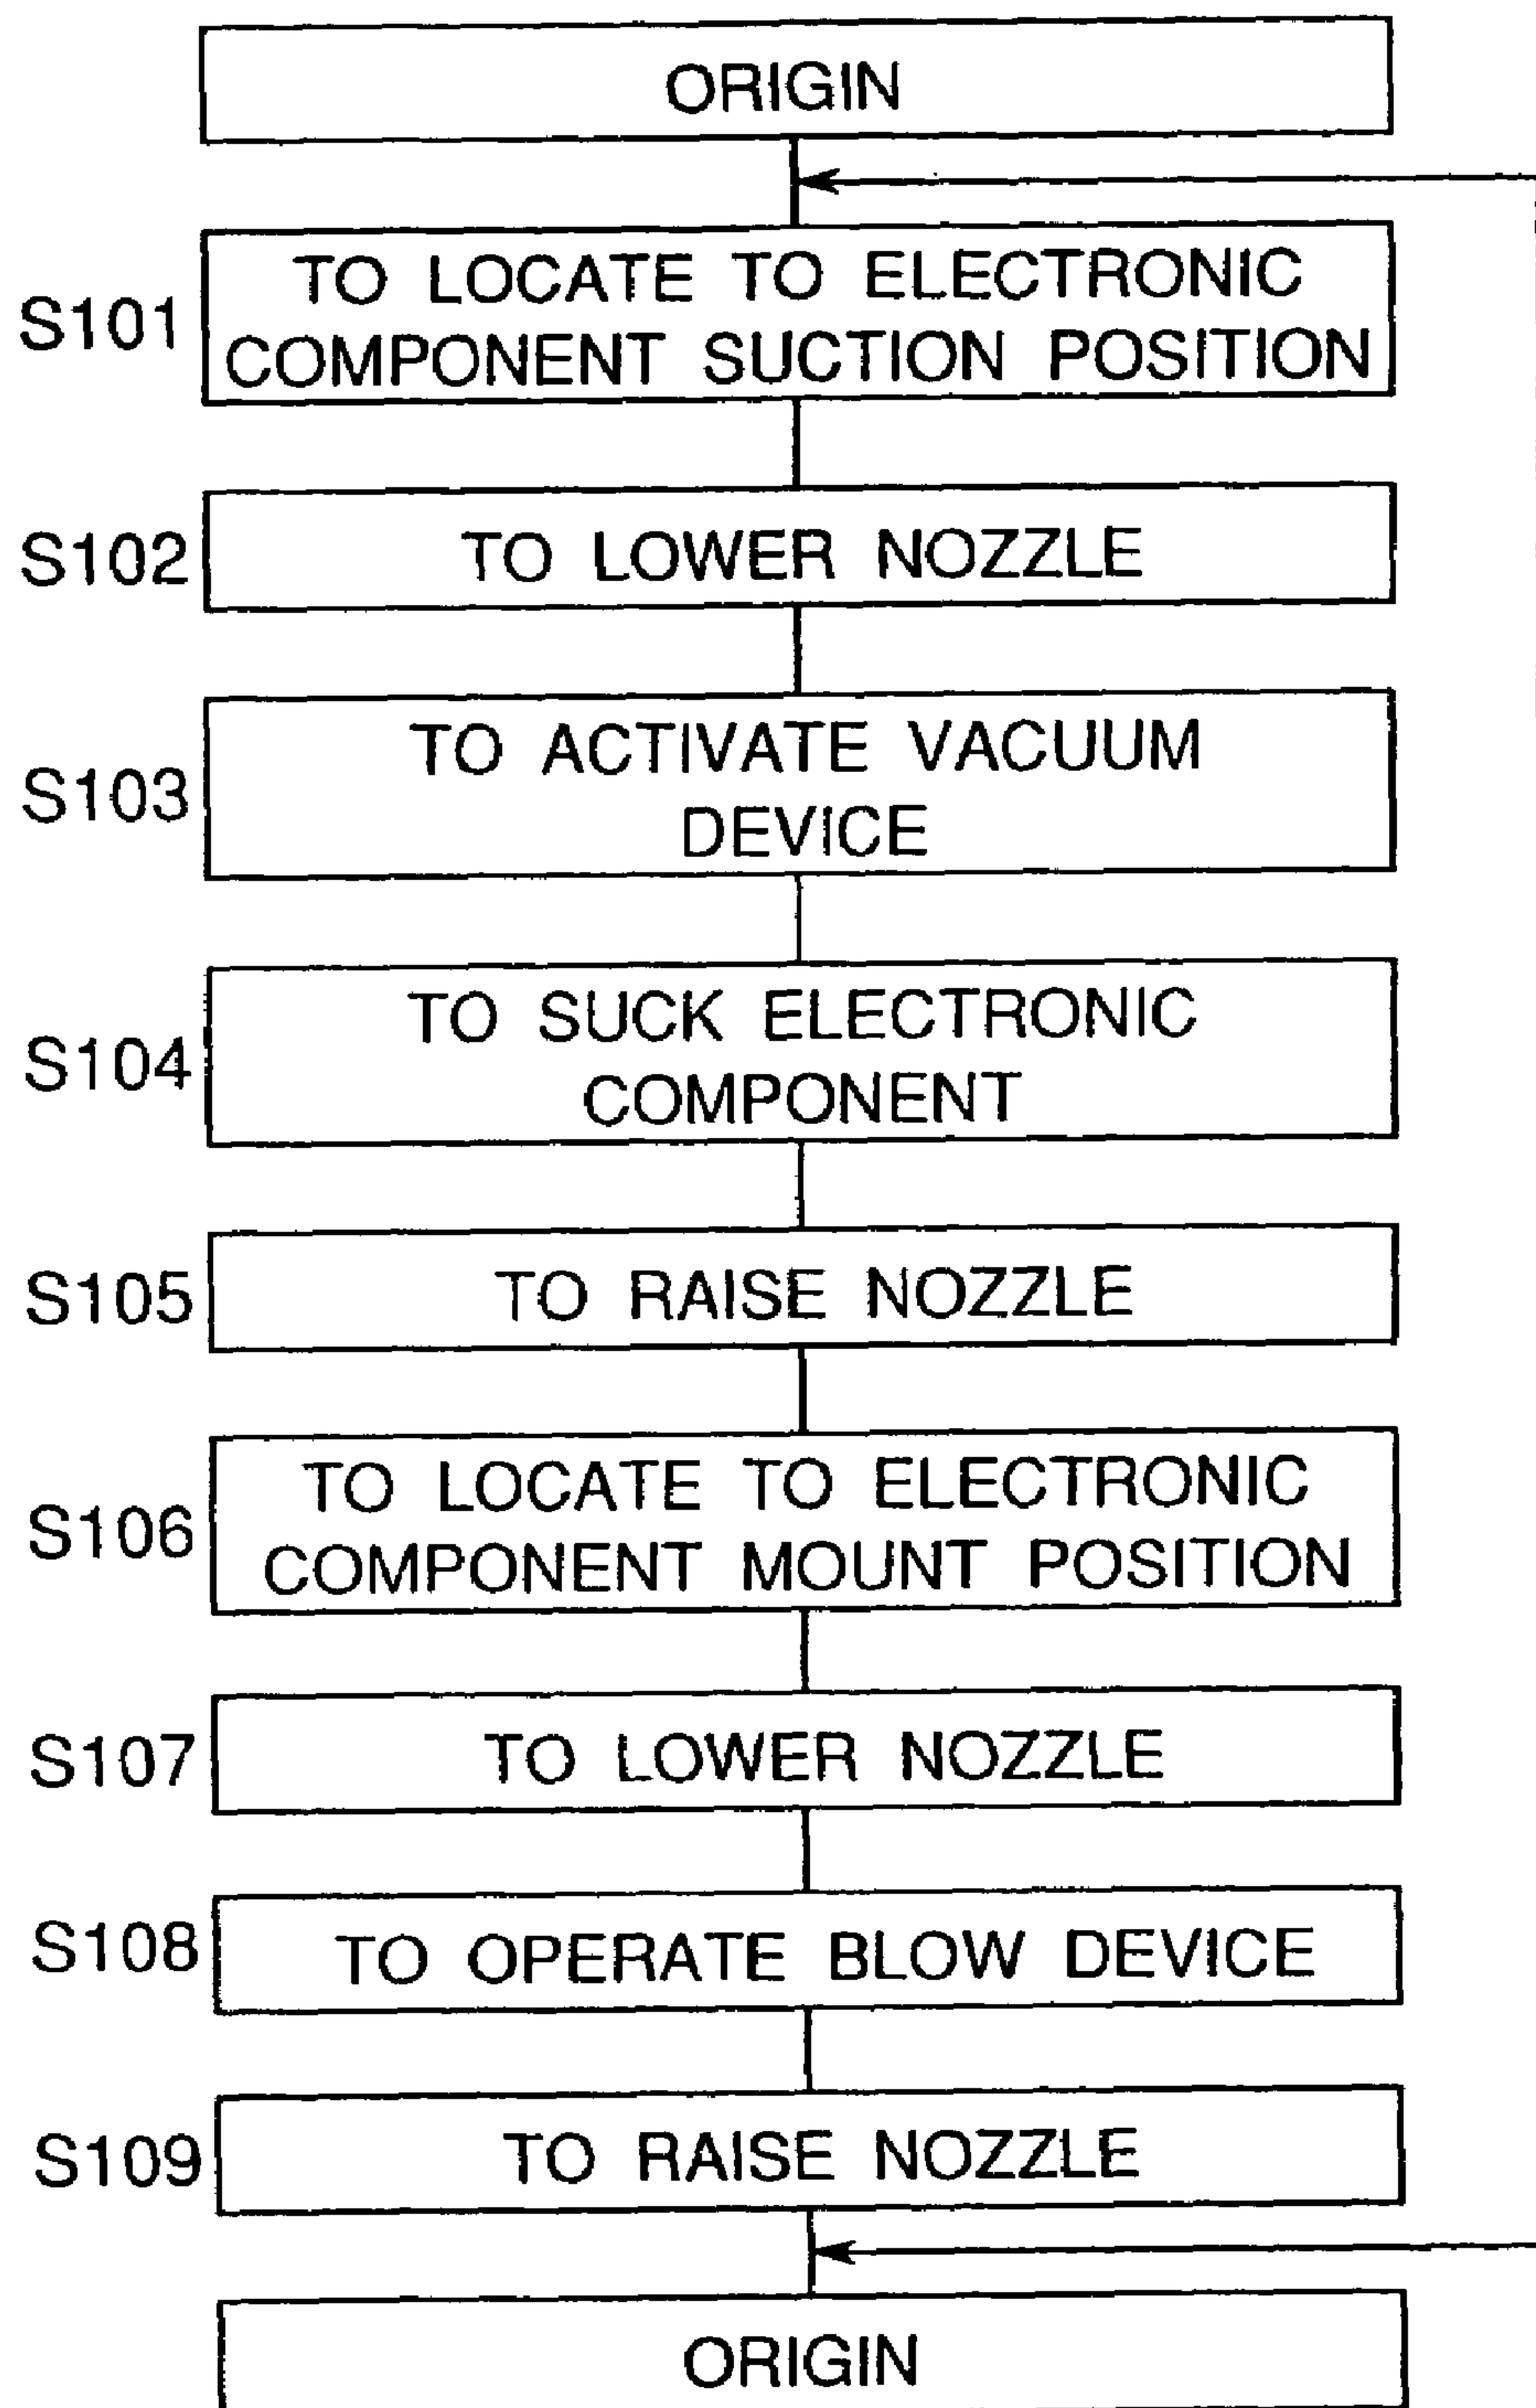 ORIGIN
S101
TO LOCATE TO ELECTRONIC
COMPONENT SUCTION POSITION
S102
TO LOWER NOZZLE
S103
TO ACTIVATE VACUUM
DEVICE
S104
TO SUCK ELECTRONIC
COMPONENT
S105
TO RAISE NOZZLE
S106
TO LOCATE TO ELECTRONIC
COMPONENT MOUNT POSITION
S107
TO LOWER NOZZLE
S108
TO OPERATE BLOW DEVICE
S109
TO RAISE NOZZLE
ORIGIN